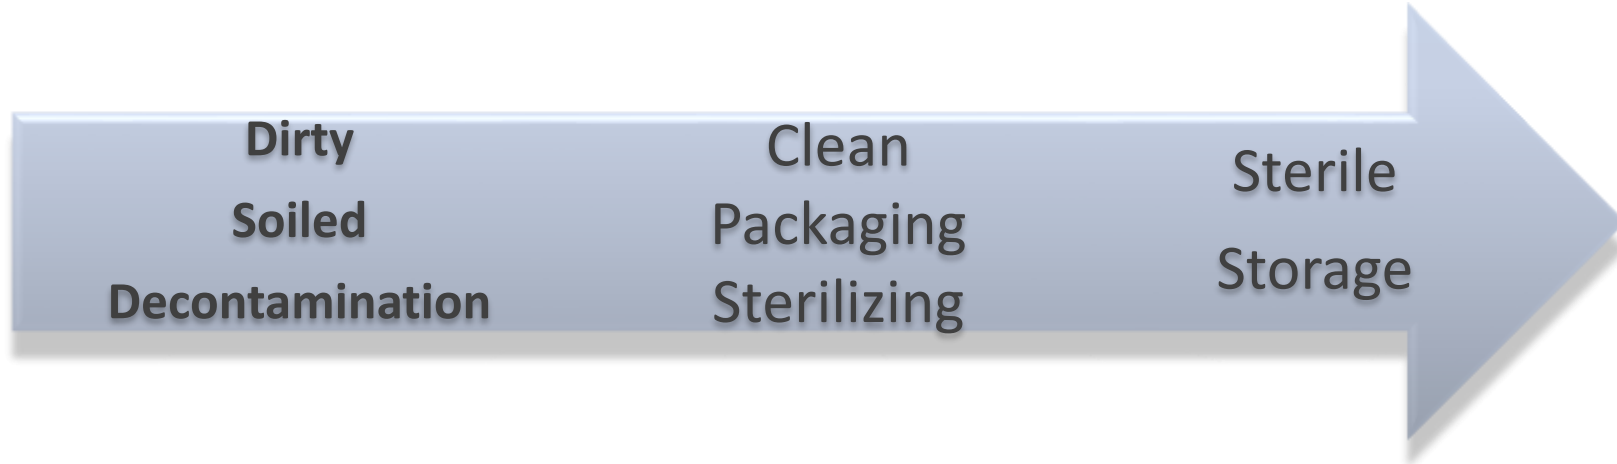 Dirty
Soiled
Decontamination
Clean
Packaging
Sterilizing
Sterile
Storage